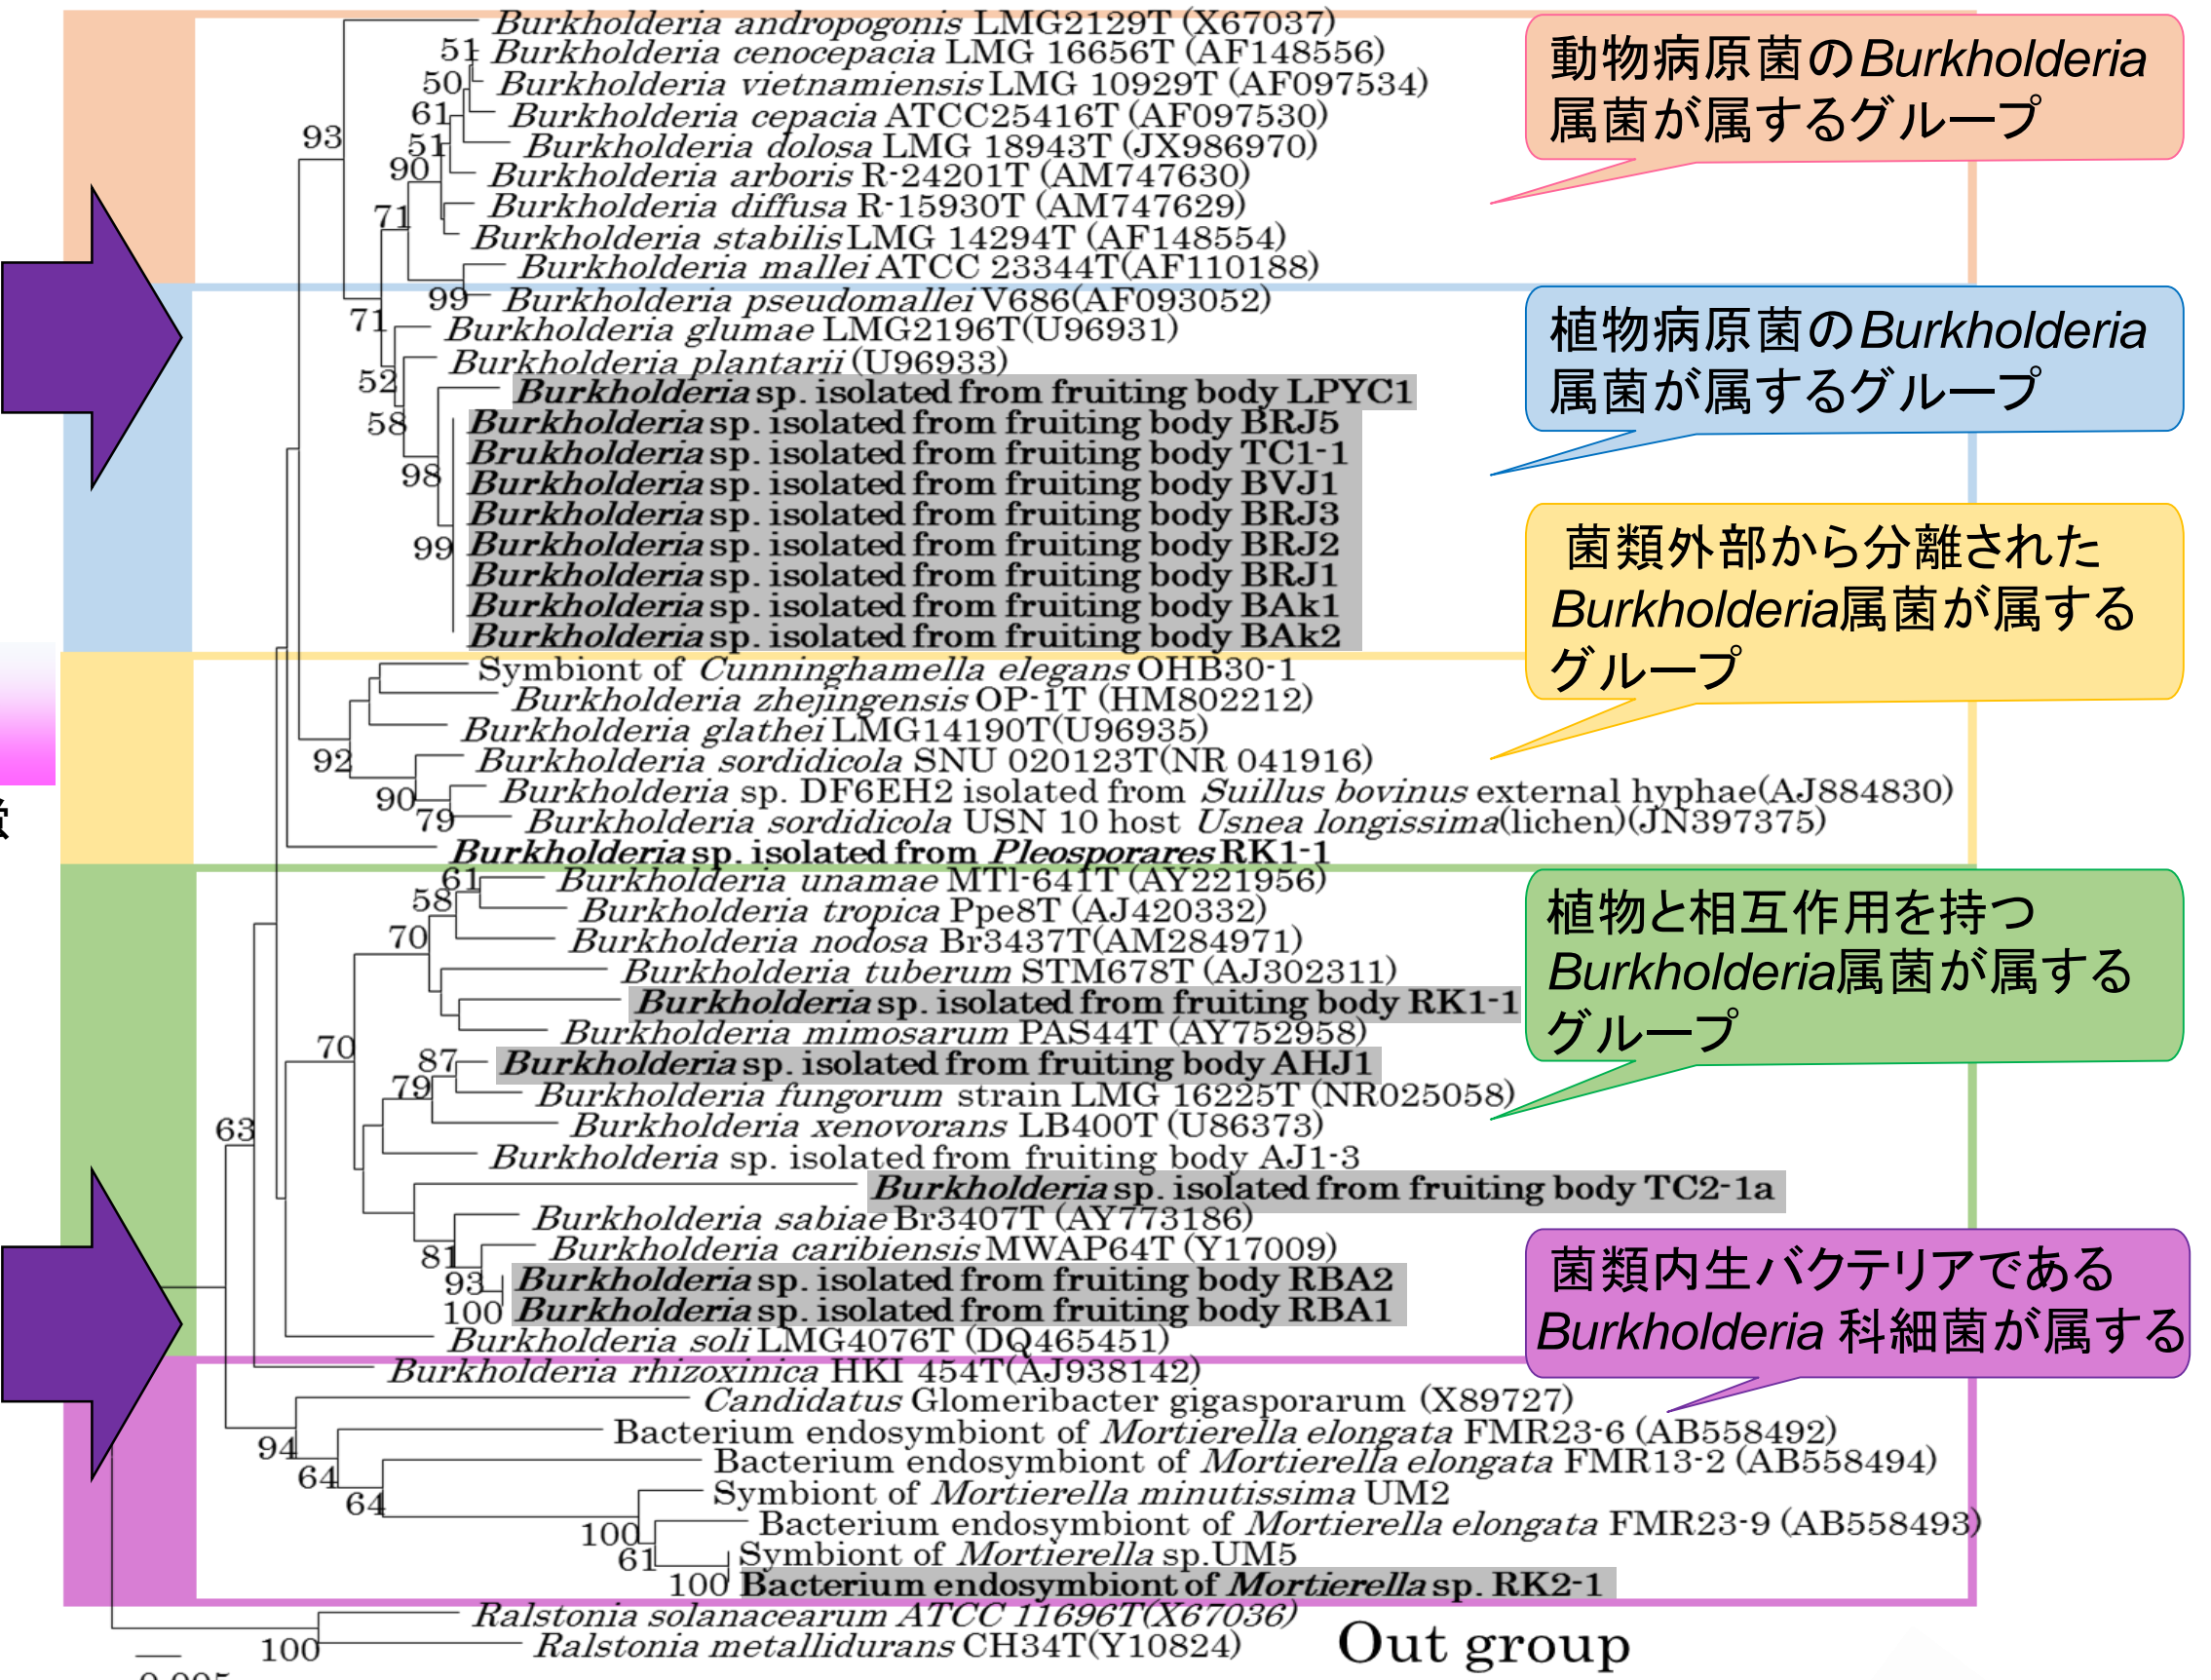 Burkholderia andropogonis LMG2129T (X67037)
51 Burkholderia cenocepacia LMG 16656T (AF148556)
50 Burkholderia vietnamiensis LMG 10929T (AF097534)
61 Burkholderia cepacia ATCC25416T (AF097530)
93
51 Burkholderia dolosa LMG 18943T (JX986970)
90 Burkholderia arboris R-24201T (AM747630)
Burkholderia diffusa R-15930T (AM747629)
71
Burkholderia stabilis LMG 14294T (AF148554)
Burkholderia mallei ATCC 23344T(AF110188)
99 Burkholderia pseudomallei V686(AF093052)
71
Burkholderia glumae LMG2196T(U96931)
Burkholderia plantarii (U96933)
52
Burkholderia sp. isolated from fruiting body LPYC1
58 Burkholderia sp. isolated from fruiting body BRJ5
Brukholderia sp. isolated from fruiting body TC1-1
98 Burkholderia sp. isolated from fruiting body BVJ1
Burkholderia sp. isolated from fruiting body BRJ3
99 Burkholderia sp. isolated from fruiting body BRJ2
Burkholderia sp. isolated from fruiting body BRJ1
Burkholderia sp. isolated from fruiting body BAk1
Burkholderia sp. isolated from fruiting body BAk2
Symbiont of Cunninghamella elegans OHB30-1
Burkholderia zhejingensis OP-1T (HM802212)
Burkholderia glathei LMG14190T(U96935)
92 Burkholderia sordidicola SNU 020123T(NR 041916)
90 Burkholderia sp. DF6EH2 isolated from Suillus bovinus external hyphae(AJ884830)
79 Burkholderia sordidicola USN 10 host Usnea longissima(lichen)(JN397375)
Burkholderia sp. isolated from Pleosporares RK1-1
61 Burkholderia unamae MTl-641T (AY221956)
58
Burkholderia tropica Ppe8T (AJ420332)
70 Burkholderia nodosa Br3437T(AM284971)
Burkholderia tuberum STM678T (AJ302311)
Burkholderia sp. isolated from fruiting body RK1-1
Burkholderia mimosarum PAS44T (AY752958)
70
87 Burkholderia sp. isolated from fruiting body AHJ1
79 Burkholderia fungorum strain LMG 16225T (NR025058)
63 Burkholderia xenovorans LB400T (U86373)
Burkholderia sp. isolated from fruiting body AJ1-3
Burkholderia sp. isolated from fruiting body TC2-1a
Burkholderia sabiae Br3407T (AY773186)
81 Burkholderia caribiensis MWAP64T (Y17009)
93 Burkholderia sp. isolated from fruiting body RBA2
100 Burkholderia sp. isolated from fruiting body RBA1
Burkholderia soli LMG4076T (DQ465451)
Burkholderia rhizoxinica HKI 454T(AJ938142)
Candidatus Glomeribacter gigasporarum (X89727)
Bacterium endosymbiont of Mortierella elongata FMR23-6 (AB558492)
94
Bacterium endosymbiont of Mortierella elongata FMR13-2 (AB558494)
64
64 Symbiont of Mortierella minutissima UM2
100 Bacterium endosymbiont of Mortierella elongata FMR23-9 (AB558493)
61 Symbiont of Mortierella sp.UM5
100 Bacterium endosymbiont of Mortierella sp. RK2-1
Ralstonia solanacearum ATCC 11696T(X67036)
100 Ralstonia metallidurans CH34T(Y10824)
Out group
0.005
動物病原菌のBurkholderia
属菌が属するグループ
植物病原菌のBurkholderia
属菌が属するグループ
菌類外部から分離された
Burkholderia属菌が属する
グループ
植物と相互作用を持つ
Burkholderia属菌が属する
グループ
菌類内生バクテリアである
Burkholderia 科細菌が属する